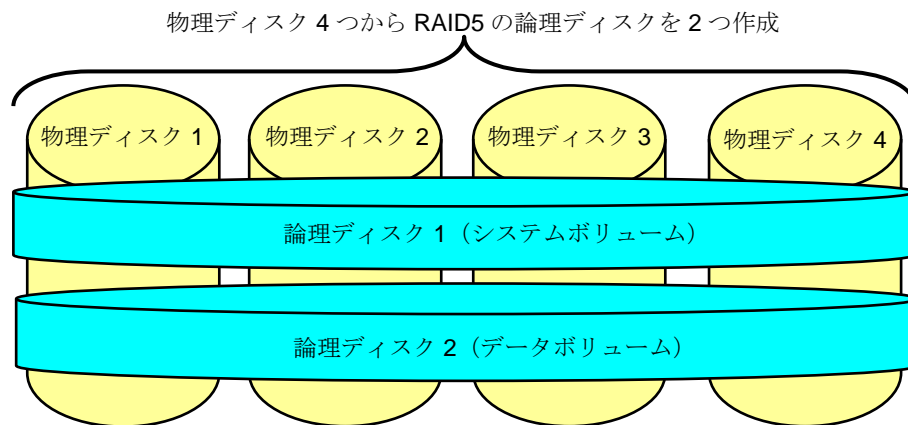 物理ディスク 4 つから RAID5 の論理ディスクを 2 つ作成
物理ディスク 1
物理ディスク 2
物理ディスク 3
物理ディスク 4
論理ディスク 1（システムボリューム）
論理ディスク 2（データボリューム）